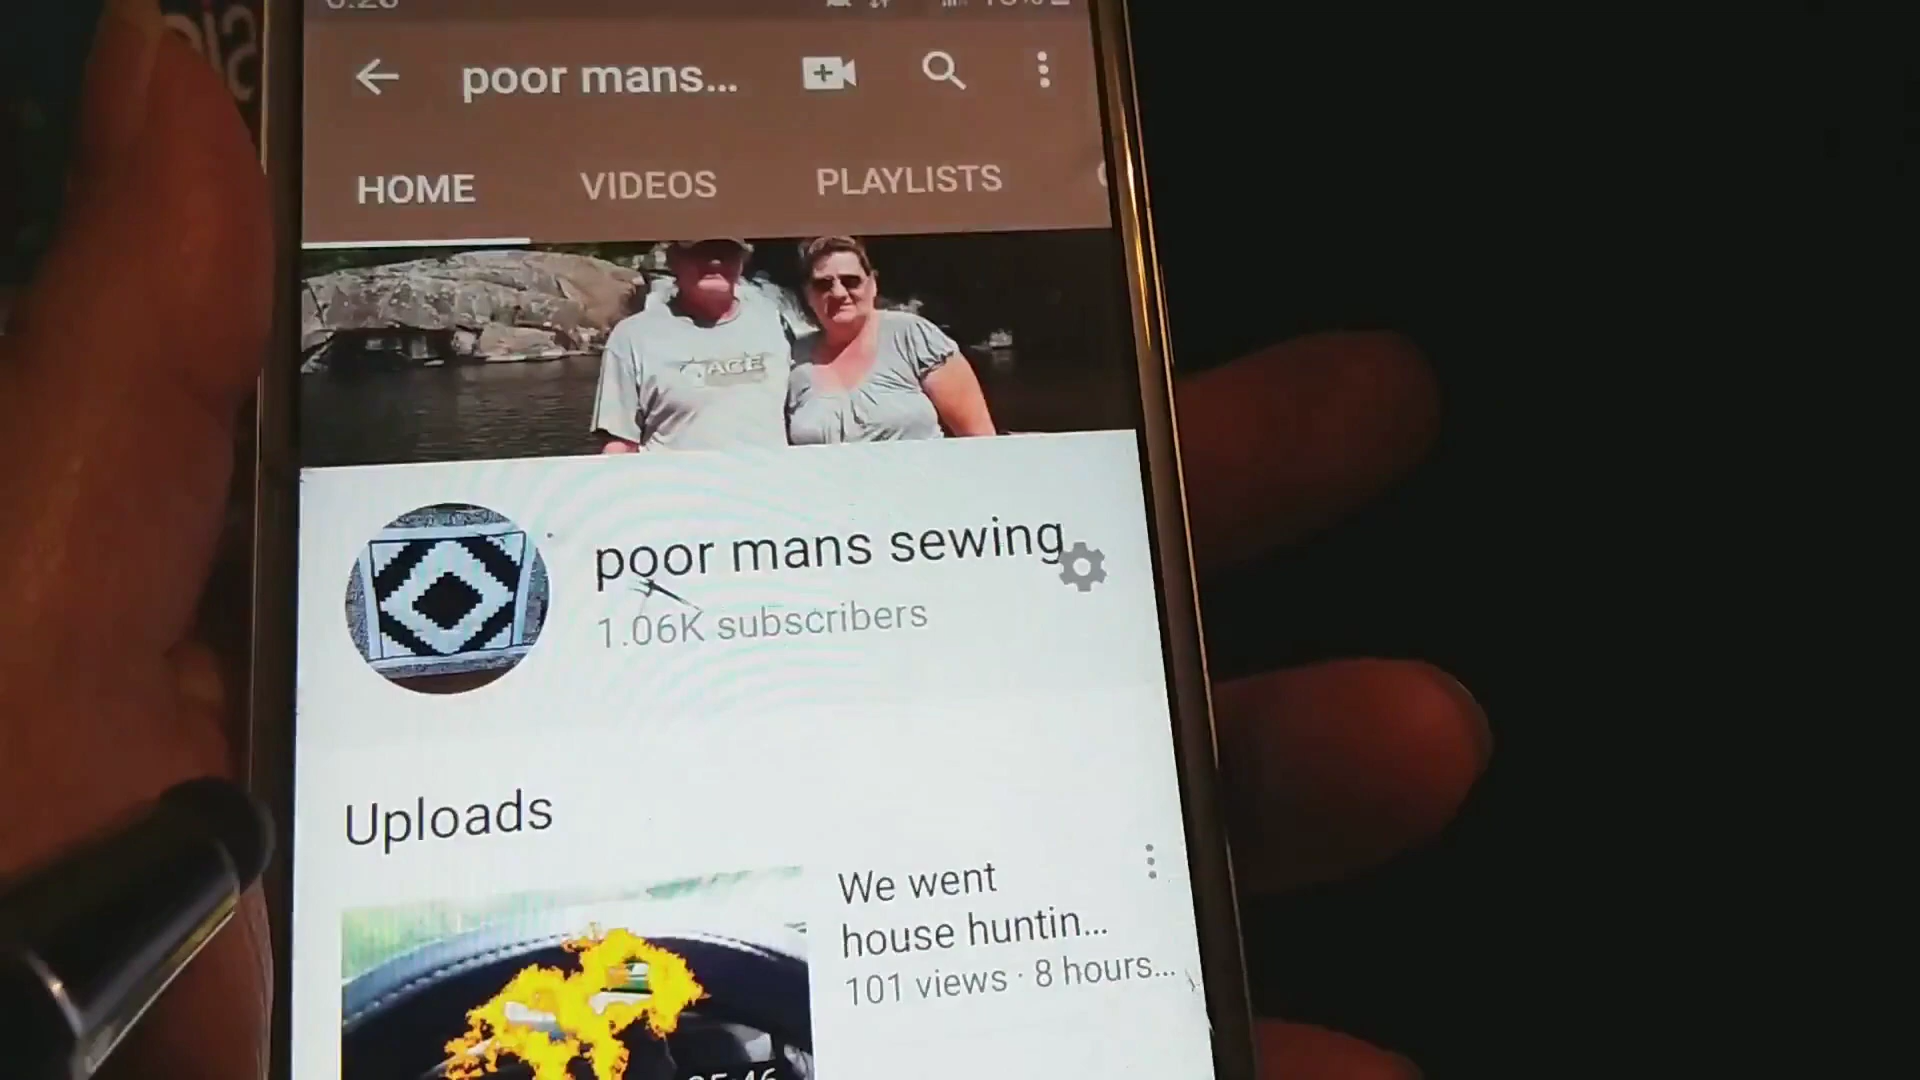 poor mans...
HOME VIDEOS PLAYLISTS
ACE
poor mans sewing
1.06K subscribers
Uploads
We went
house huntin...
101 views · 8 hours...